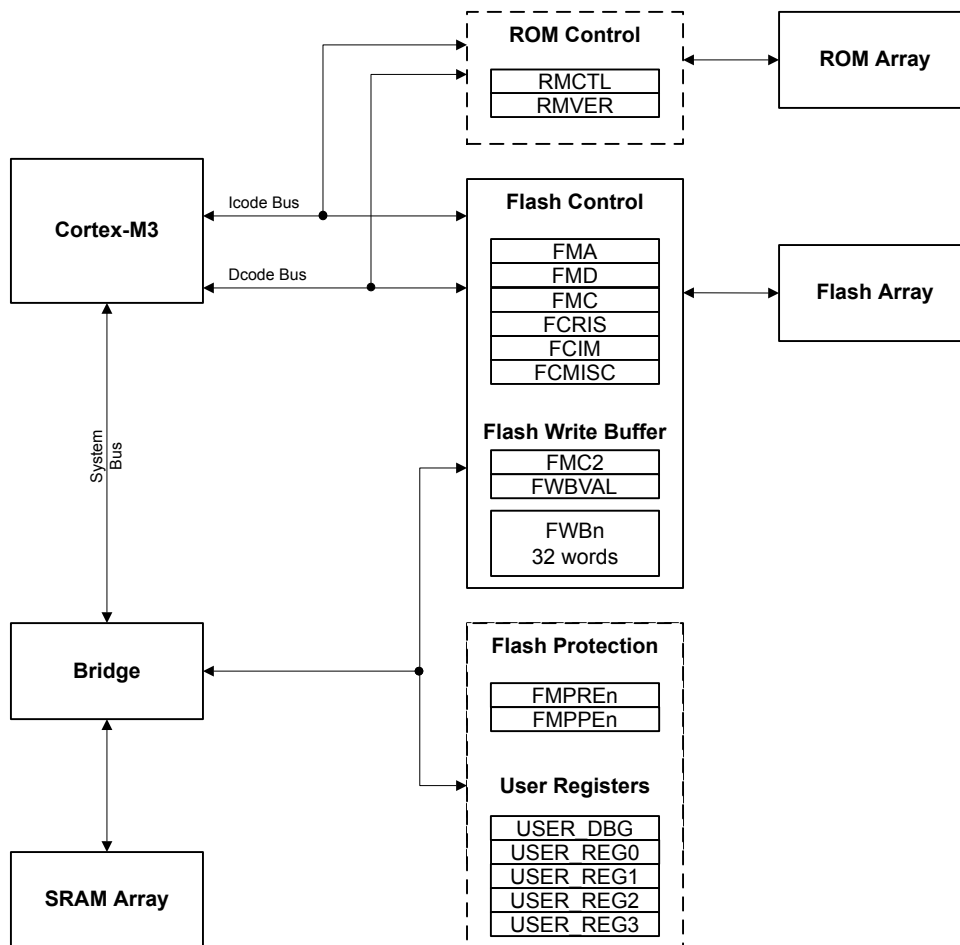 ROM Control
RMCTL
RMVER
ROM Array
Cortex-M3
Icode Bus
Dcode Bus
Flash Control
FMA
FMD
FMC
FCRIS
FCIM
FCMISC
Flash Array
Flash Write Buffer
FMC2
FWBVAL
FWBn
32 words
System
Bus
Bridge
Flash Protection
FMPREn
FMPPEn
User Registers
USER_DBG
USER_REG0
USER_REG1
USER_REG2
USER_REG3
SRAM Array